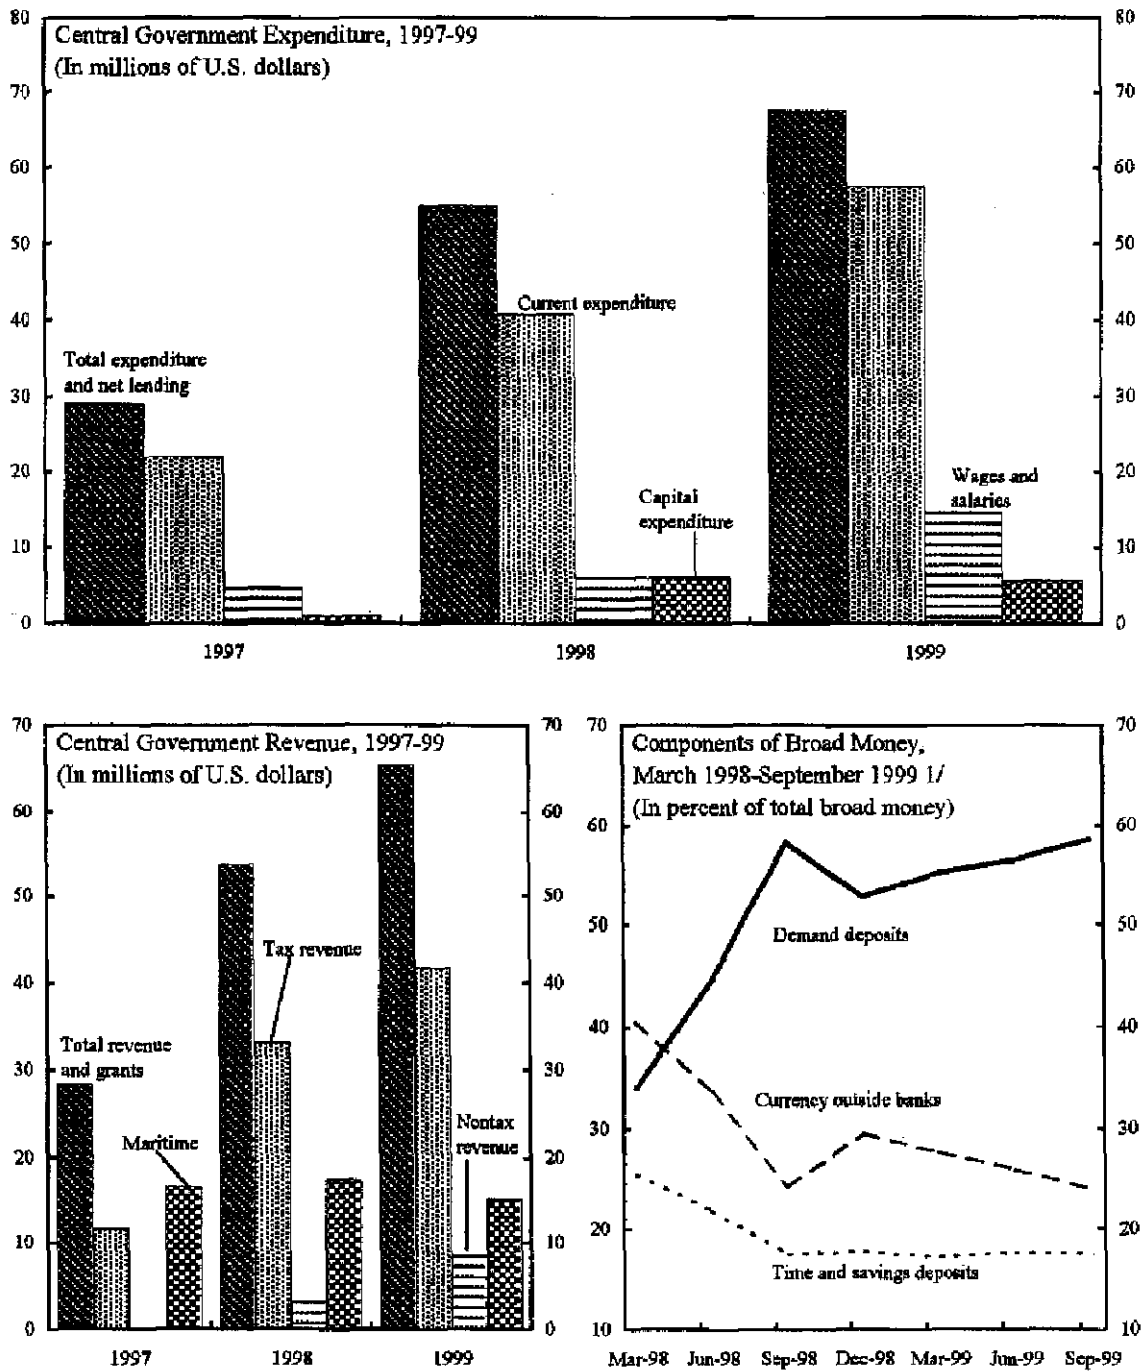 Central Government Expenditure, 1997-99
(In millions of U.S. dollars)
80
70
60
50
40
30
20
10
0
80
70
60
50
40
30
20
10
0
Total expenditure
and net lending
Current expenditure
Capital
expenditure
Wages and
salaries
1997
1998
1999
Central Government Revenue, 1997-99
(In millions of U.S. dollars)
70
60
50
40
30
20
10
0
70
60
50
40
30
20
10
0
Total revenue
and grants
Maritime
Tax revenue
Nontax
revenue
1997
1998
1999
Components of Broad Money,
March 1998-September 1999 1/
(In percent of total broad money)
70
60
50
40
30
20
10
70
60
50
40
30
20
10
Demand deposits
Currency outside banks
Time and savings deposits
Mar-98 Jun-98 Sep-98 Dec-98 Mar-99 Jun-99 Sep-99